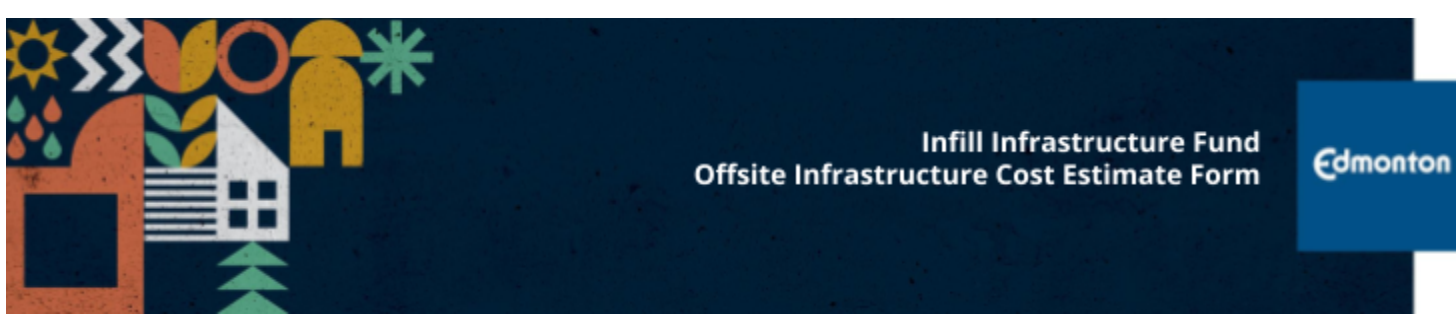 Infill Infrastructure Fund
Offsite Infrastructure Cost Estimate Form
Edmonton